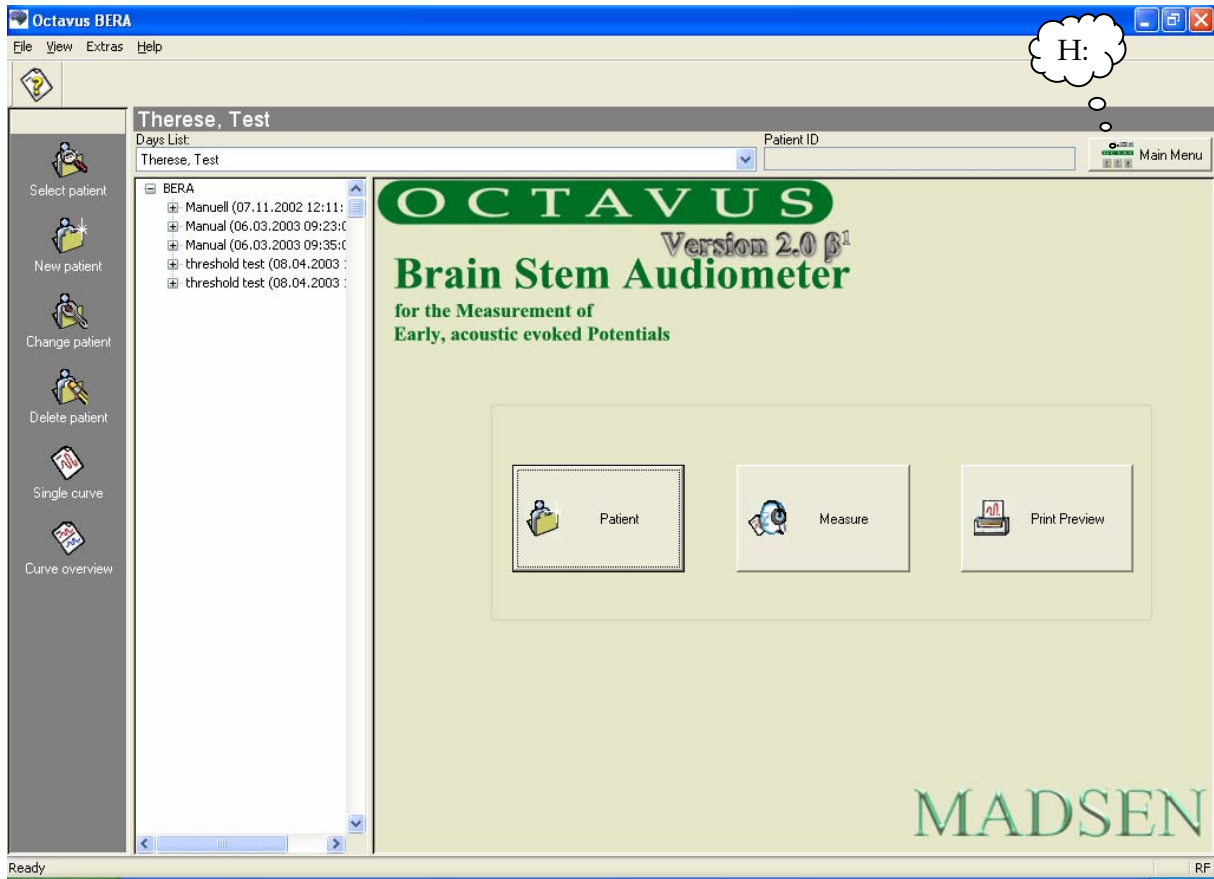 Octavus BERA
File View Extras Help
H:
Therese, Test
Days List:
Patient ID
Therese, Test
Main Menu
Select patient
New patient
Change patient
Delete patient
Single curve
Curve overview
BERA
Manuell (07.11.2002 12:11:
Manual (06.03.2003 09:23:0
Manual (06.03.2003 09:35:0
threshold test (08.04.2003
threshold test (08.04.2003
OCTAVUS
Version 2.0 β¹
Brain Stem Audiometer
for the Measurement of
Early, acoustic evoked Potentials
Patient
Measure
Print Preview
MADSEN
Ready
RF